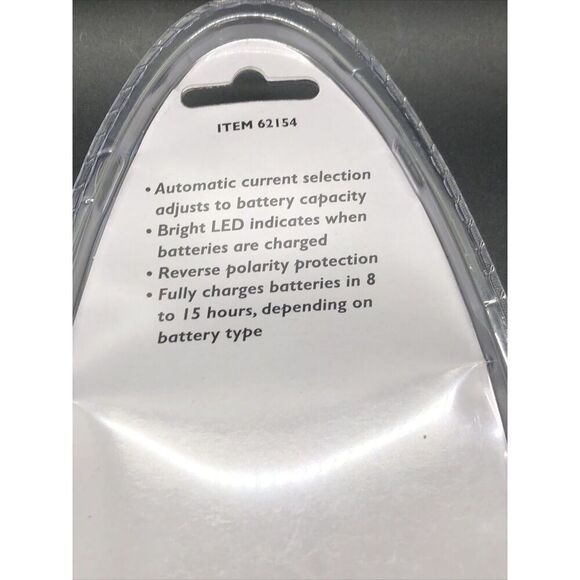 ITEM 62154
• Automatic current selection
adjusts to battery capacity
• Bright LED indicates when
batteries are charged
• Reverse polarity protection
• Fully charges batteries in 8
to 15 hours, depending on
battery type